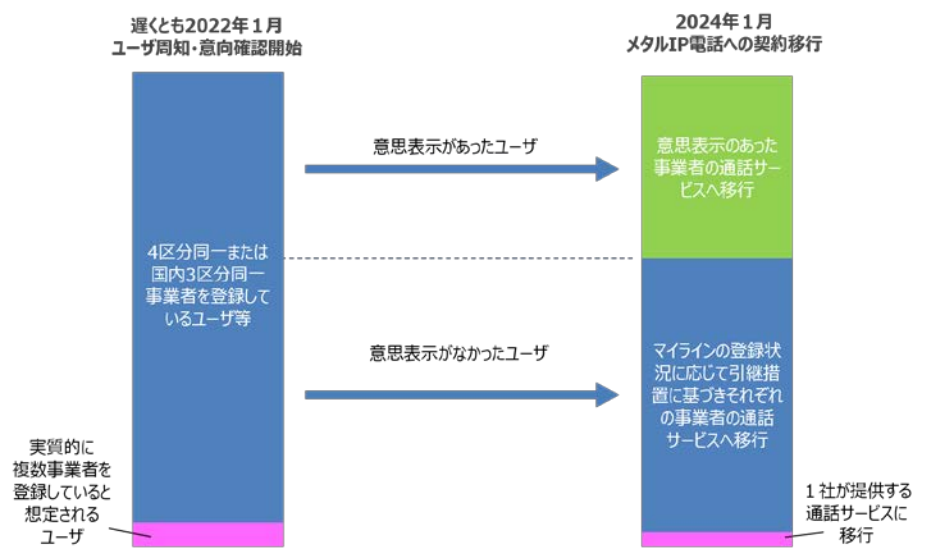 遅くとも2022年1月
ユーザ周知・意向確認開始
2024年1月
メタルIP電話への契約移行
意思表示があったユーザ
意思表示のあった
事業者の通話サー
ビスへ移行
4区分同一または
国内3区分同一
事業者を登録して
いるユーザ等
意思表示がなかったユーザ
マイラインの登録状
況に応じて引継措
置に基づきそれぞれ
の事業者の通話
サービスへ移行
実質的に
複数事業者を
登録していると
想定される
ユーザ
1社が提供する
通話サービスに
移行